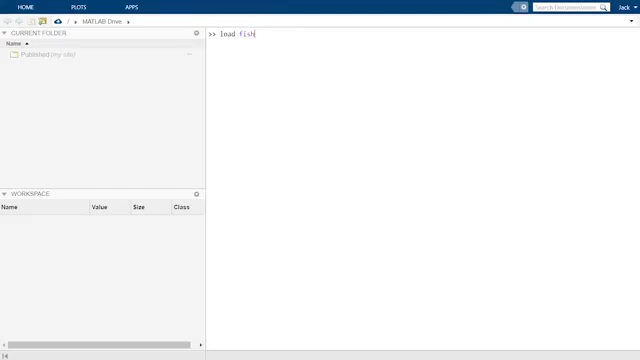 HOME PLOTS APPS Search Documentation Jack
/ MATLAB Drive
CURRENT FOLDER
Name
Published (my site)
>> load fish
WORKSPACE
Name Value Size Class